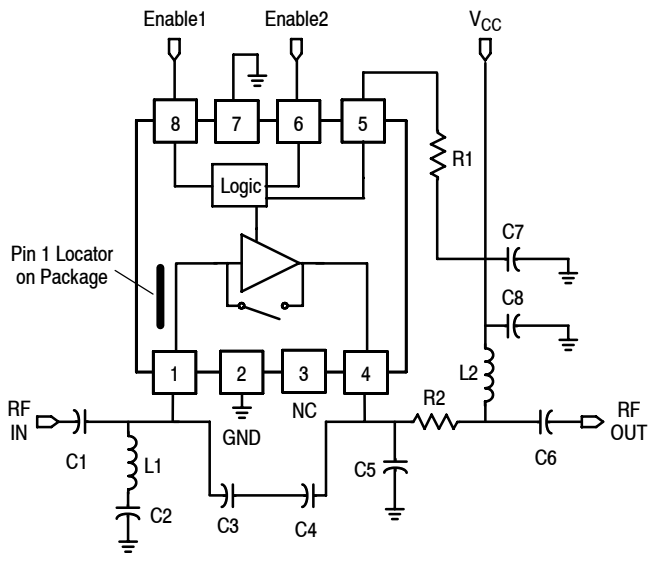 Enable1
Enable2
VCC
8
7
6
5
R1
Logic
C7
Pin 1 Locator
on Package
C8
L2
1
2
3
4
R2
RF
IN
NC
RF
OUT
GND
C1
L1
C5
C6
C2
C3
C4